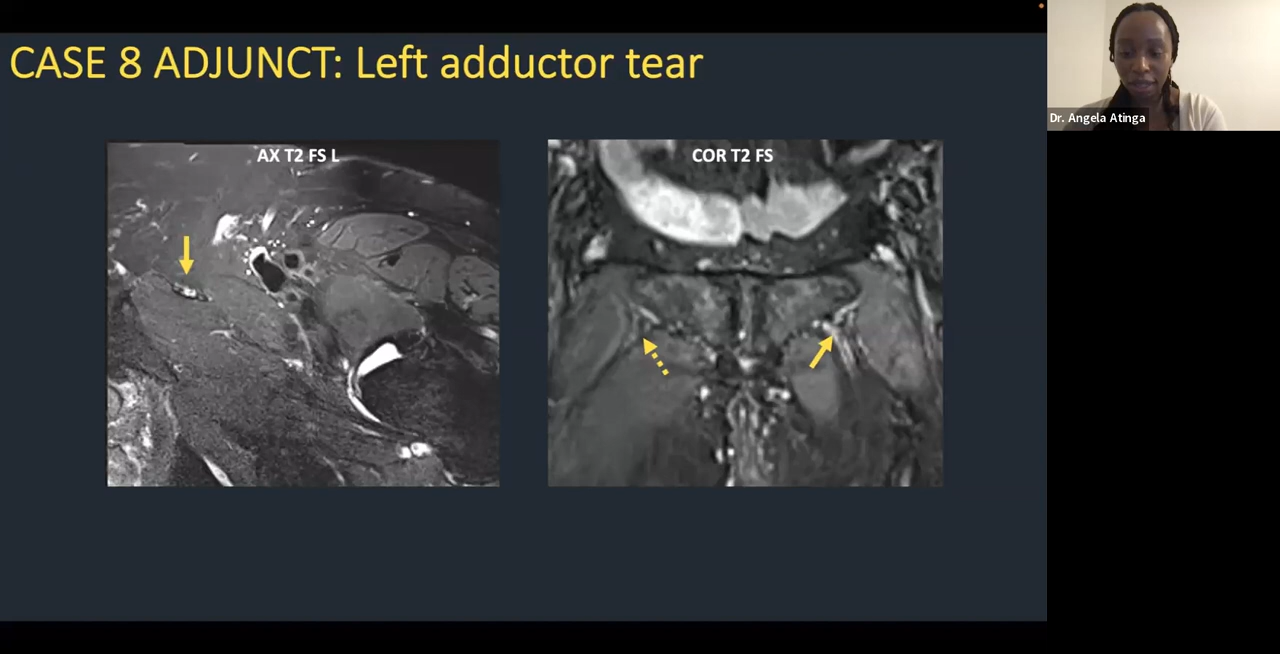 CASE 8 ADJUNCT: Left adductor tear
AX T2 FS L
COR T2 FS
Dr. Angela Atinga